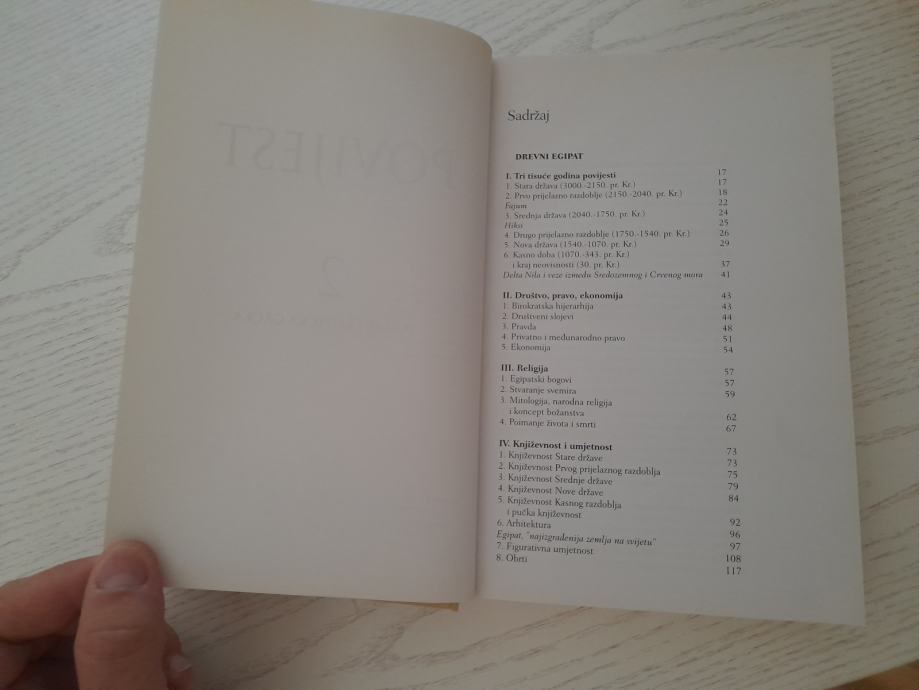 POVIJEST
2
Sadržaj
DREVNI EGIPAT
I. Tri tisuće godina povijesti 17
1. Stara država (3000.-2150. pr. Kr.) 17
2. Prvo prijelazno razdoblje (2150.-2040. pr. Kr.) 18
Fajum 22
3. Srednja država (2040.-1750. pr. Kr.) 24
Hiksi 25
4. Drugo prijelazno razdoblje (1750.-1540. pr. Kr.) 26
5. Nova država (1540.-1070. pr. Kr.) 29
6. Kasno doba (1070.-343. pr. Kr.)
i kraj neovisnosti (30. pr. Kr.) 37
Delta Nila i veze između Sredozemnog i Crvenog mora 41
II. Društvo, pravo, ekonomija 43
1. Birokratska hijerarhija 43
2. Društveni slojevi 44
3. Pravda 48
4. Privatno i međunarodno pravo 51
5. Ekonomija 54
III. Religija 57
1. Egipatski bogovi 57
2. Stvaranje svemira 59
3. Mitologija, narodna religija
i koncept božanstva 62
4. Poimanje života i smrti 67
IV. Književnost i umjetnost 73
1. Književnost Stare države 73
2. Književnost Prvog prijelaznog razdoblja 75
3. Književnost Srednje države 79
4. Književnost Nove države 84
5. Književnost Kasnog razdoblja
i pučka književnost 92
6. Arhitektura 96
Egipat, "najizgrađenija zemlja na svijetu" 97
7. Figurativna umjetnost 108
8. Obrti 117